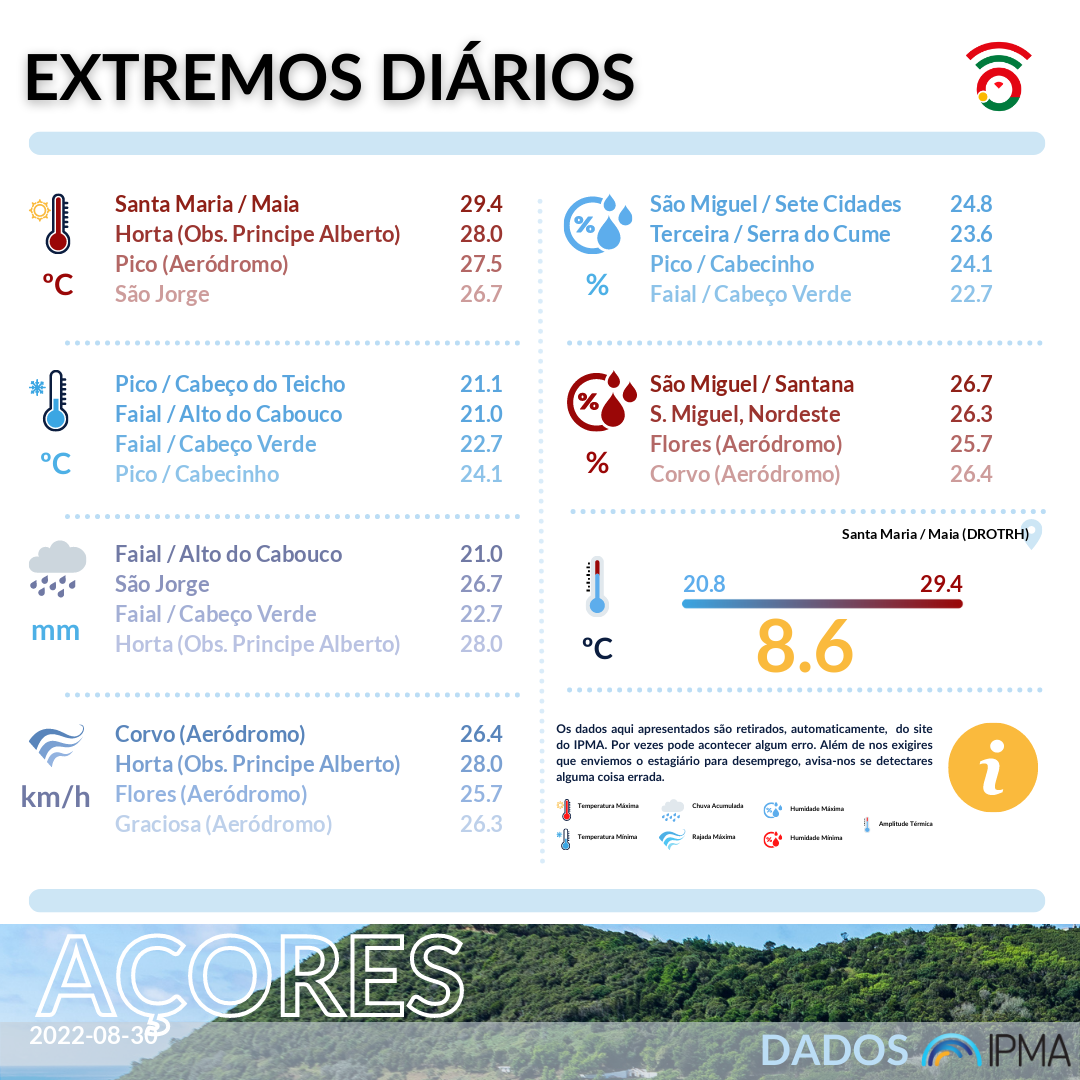 EXTREMOS DIÁRIOS
Santa Maria / Maia 29.4
Horta (Obs. Principe Alberto) 28.0
Pico (Aeródromo) 27.5
São Jorge 26.7
ºC
São Miguel / Sete Cidades 24.8
Terceira / Serra do Cume 23.6
Pico / Cabecinho 24.1
Faial / Cabeço Verde 22.7
%
%
Pico / Cabeço do Teicho 21.1
Faial / Alto do Cabouco 21.0
Faial / Cabeço Verde 22.7
Pico / Cabecinho 24.1
ºC
São Miguel / Santana 26.7
S. Miguel, Nordeste 26.3
Flores (Aeródromo) 25.7
Corvo (Aeródromo) 26.4
%
%
Faial / Alto do Cabouco 21.0
São Jorge 26.7
Faial / Cabeço Verde 22.7
Horta (Obs. Principe Alberto) 28.0
mm
Santa Maria / Maia (DROTRH)
20.8 29.4
8.6
ºC
Corvo (Aeródromo) 26.4
Horta (Obs. Principe Alberto) 28.0
Flores (Aeródromo) 25.7
Graciosa (Aeródromo) 26.3
km/h
Os dados aqui apresentados são retirados, automaticamente, do site
do IPMA. Por vezes pode acontecer algum erro. Além de nos exigires
que enviemos o estagiário para desemprego, avisa-nos se detectares
alguma coisa errada.
i
Temperatura Máxima Chuva Acumulada Humidade Máxima
Amplitude Térmica
Temperatura Mínima Rajada Máxima Humidade Mínima
AÇORES
2022-08-30
DADOS IPMA